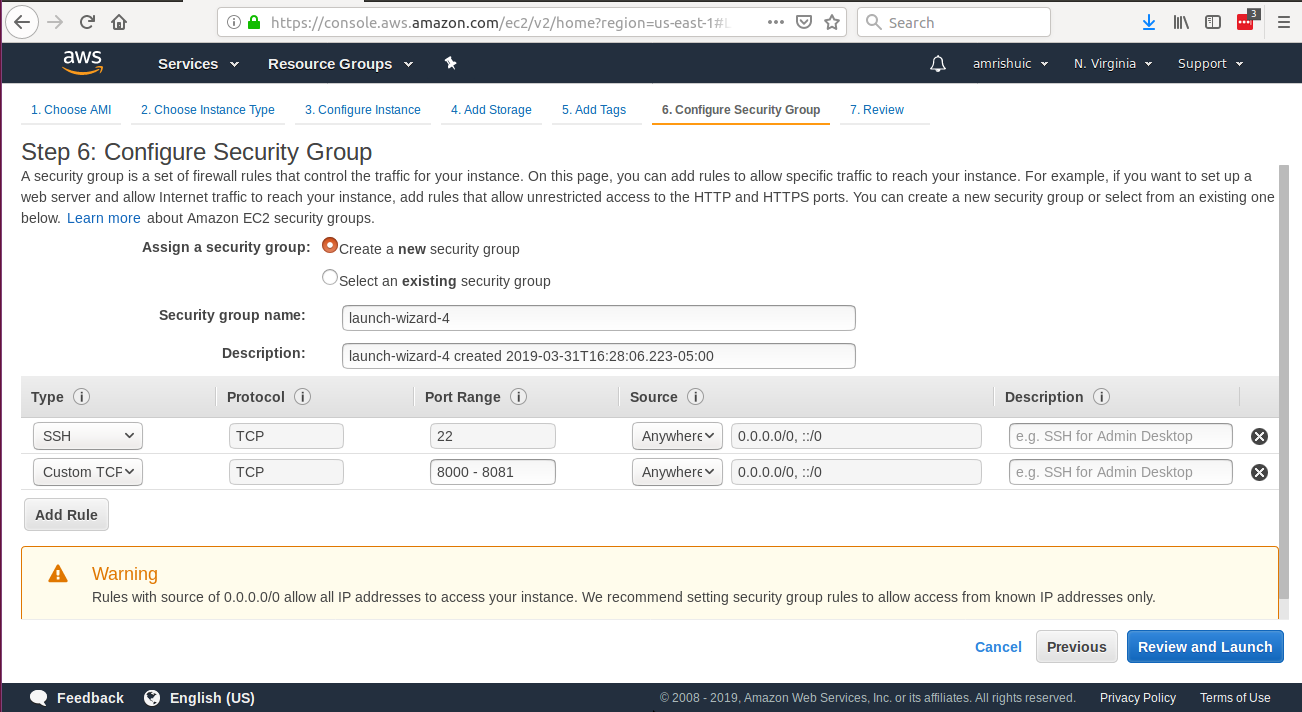 https://console.aws.amazon.com/ec2/v2/home?region=us-east-1#L
Search
3
aws
Services
Resource Groups
amrishuic
N. Virginia
Support
1. Choose AMI
2. Choose Instance Type
3. Configure Instance
4. Add Storage
5. Add Tags
6. Configure Security Group
7. Review
Step 6: Configure Security Group
A security group is a set of firewall rules that control the traffic for your instance. On this page, you can add rules to allow specific traffic to reach your instance. For example, if you want to set up a
web server and allow Internet traffic to reach your instance, add rules that allow unrestricted access to the HTTP and HTTPS ports. You can create a new security group or select from an existing one
below. Learn more about Amazon EC2 security groups.
Assign a security group: Create a new security group
Select an existing security group
Security group name: launch-wizard-4
Description: launch-wizard-4 created 2019-03-31T16:28:06.223-05:00
Type i Protocol i Port Range i Source i Description i
SSH TCP 22 Anywhere 0.0.0.0/0, ::/0 e.g. SSH for Admin Desktop
Custom TCP TCP 8000 - 8081 Anywhere 0.0.0.0/0, ::/0 e.g. SSH for Admin Desktop
Add Rule
Warning
Rules with source of 0.0.0.0/0 allow all IP addresses to access your instance. We recommend setting security group rules to allow access from known IP addresses only.
Cancel Previous Review and Launch
Feedback English (US) © 2008 - 2019, Amazon Web Services, Inc. or its affiliates. All rights reserved. Privacy Policy Terms of Use